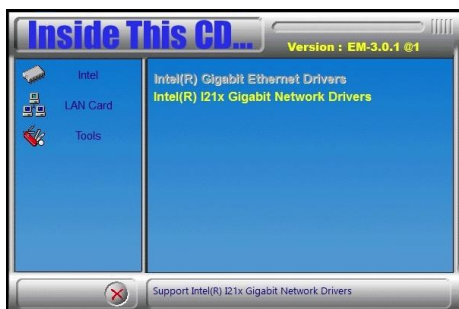 Inside This CD...
Version : EM-3.0.1 @1
Intel
LAN Card
Tools
Intel(R) Gigabit Ethernet Drivers
Intel(R) I21x Gigabit Network Drivers
Support Intel(R) I21x Gigabit Network Drivers